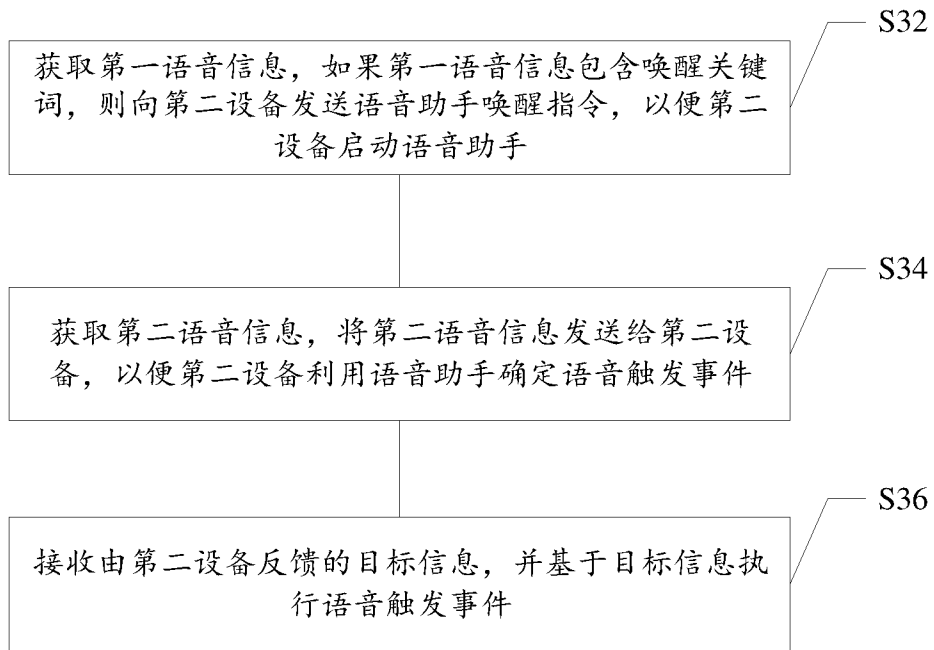 S32
获取第一语音信息，如果第一语音信息包含唤醒关键
词，则向第二设备发送语音助手唤醒指令，以便第二
设备启动语音助手
S34
获取第二语音信息，将第二语音信息发送给第二设
备，以便第二设备利用语音助手确定语音触发事件
S36
接收由第二设备反馈的目标信息，并基于目标信息执
行语音触发事件